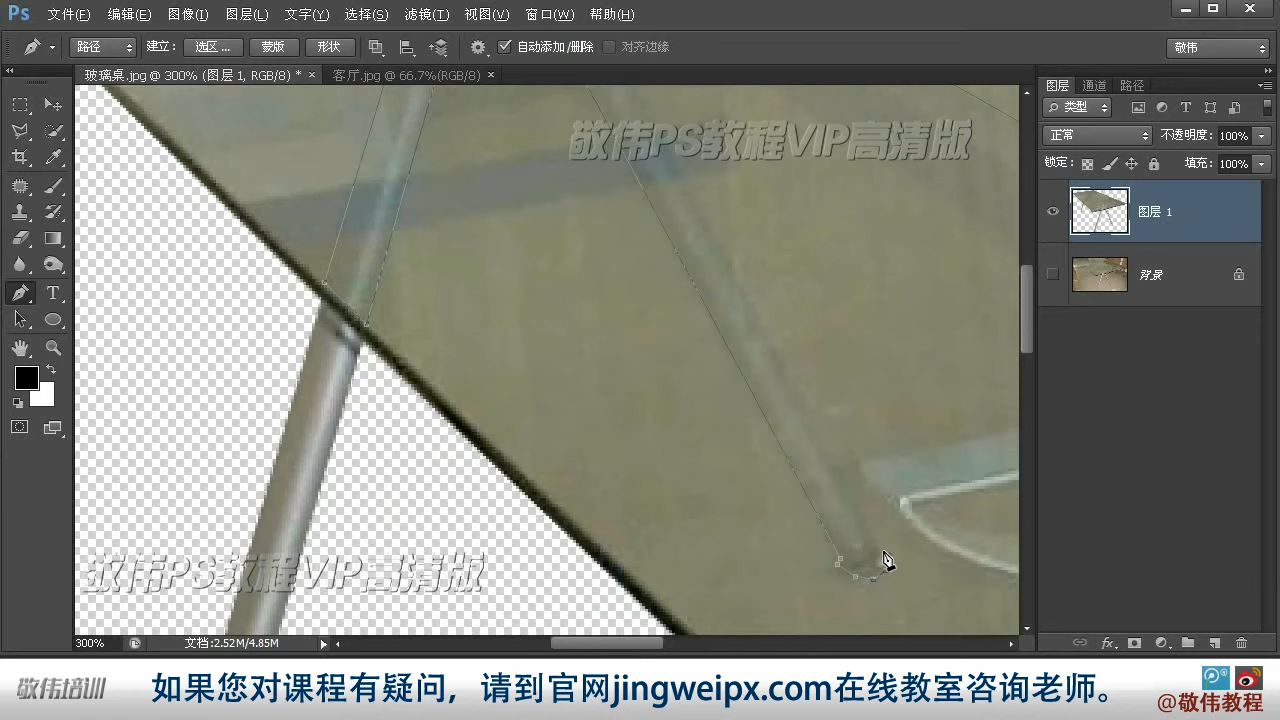 Ps 文件(F) 编辑(E) 图像(I) 图层(L) 文字(Y) 选择(S) 滤镜(T) 视图(V) 窗口(W) 帮助(H)
路径 建立: 选区... 蒙版 形状 自动添加/删除 对齐边缘 敬伟
玻璃桌.jpg @ 300% (图层 1, RGB/8) * × 客厅.jpg @ 66.7%(RGB/8) ×
图层 通道 路径
类型
正常 不透明度: 100%
锁定: 填充: 100%
图层 1
背景
敬伟PS教程VIP高清版
敬伟PS教程VIP高清版
300% 文档:2.52M/4.85M
敬伟培训 如果您对课程有疑问，请到官网jingweipx.com在线教室咨询老师。
@敬伟教程